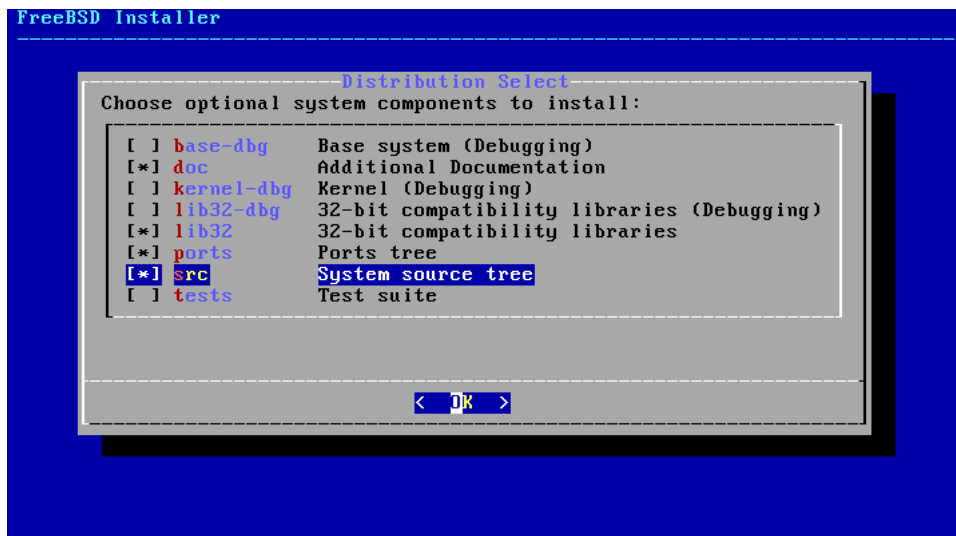 FreeBSD Installer
Distribution Select
Choose optional system components to install:
[ ] base-dbg Base system (Debugging)
[*] doc Additional Documentation
[ ] kernel-dbg Kernel (Debugging)
[ ] lib32-dbg 32-bit compatibility libraries (Debugging)
[*] lib32 32-bit compatibility libraries
[*] ports Ports tree
[*] src System source tree
[ ] tests Test suite
< OK >